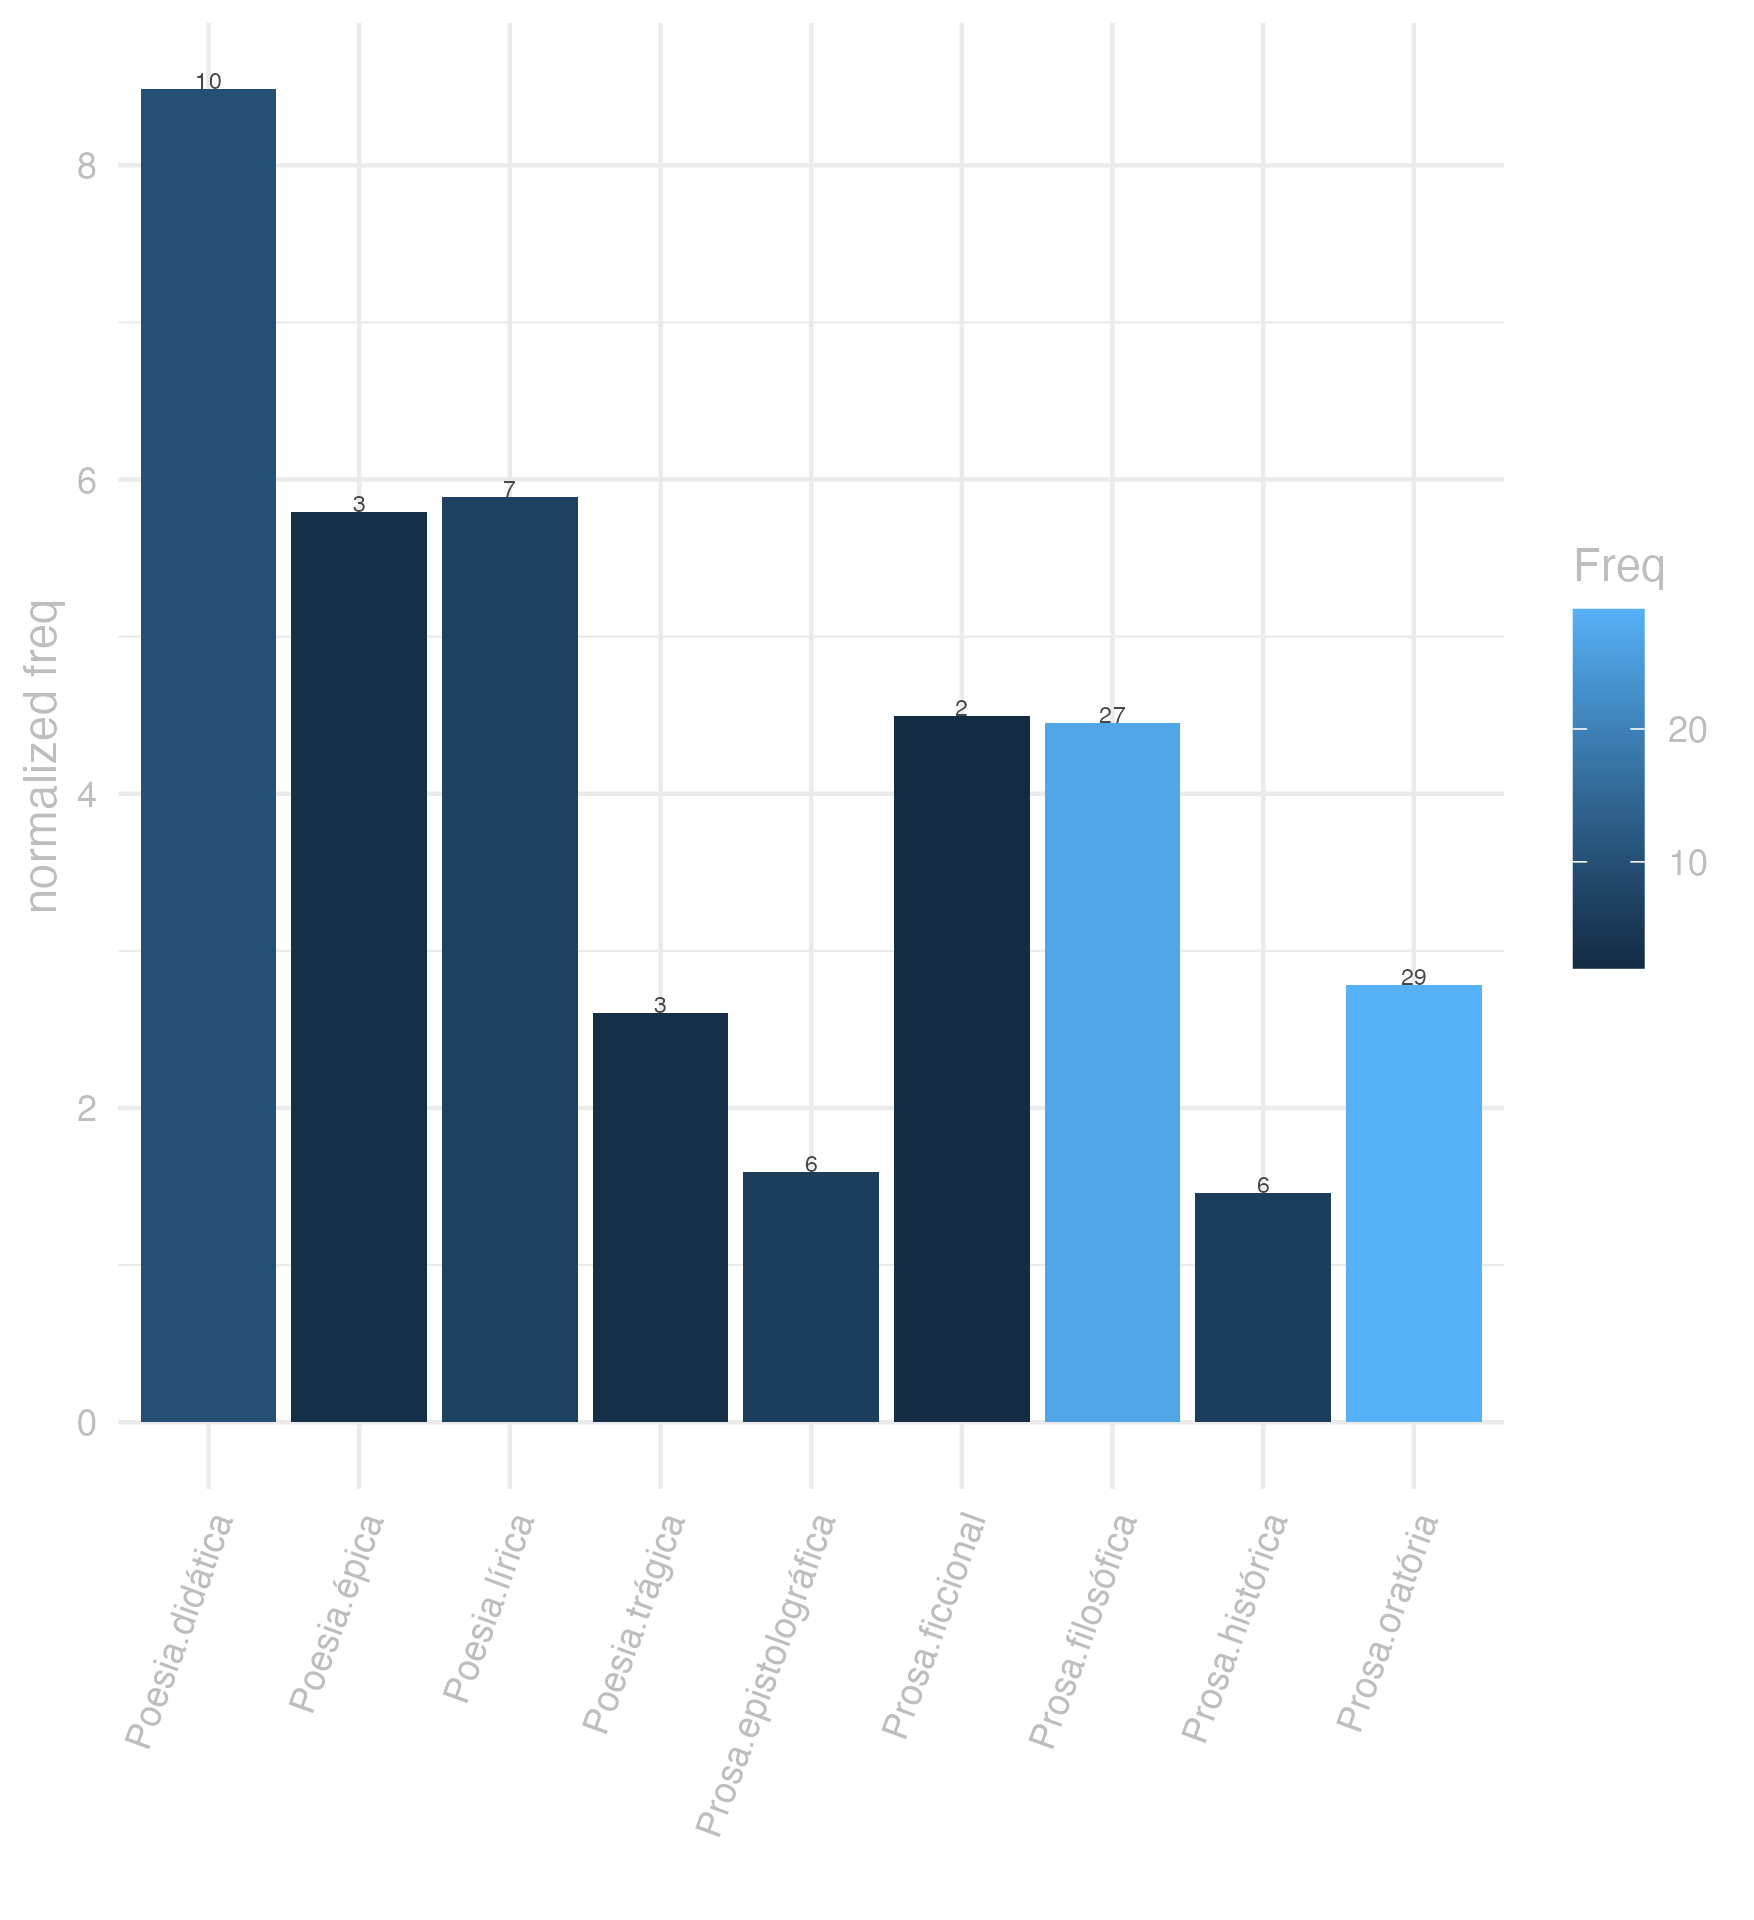 normalized freq
8
6
4
2
0
10
3
7
3
6
2
27
6
29
Poesia.didática
Poesia.épica
Poesia.lírica
Poesia.trágica
Prosa.epistolográfica
Prosa.ficcional
Prosa.filosófica
Prosa.histórica
Prosa.oratória
Freq
20
10